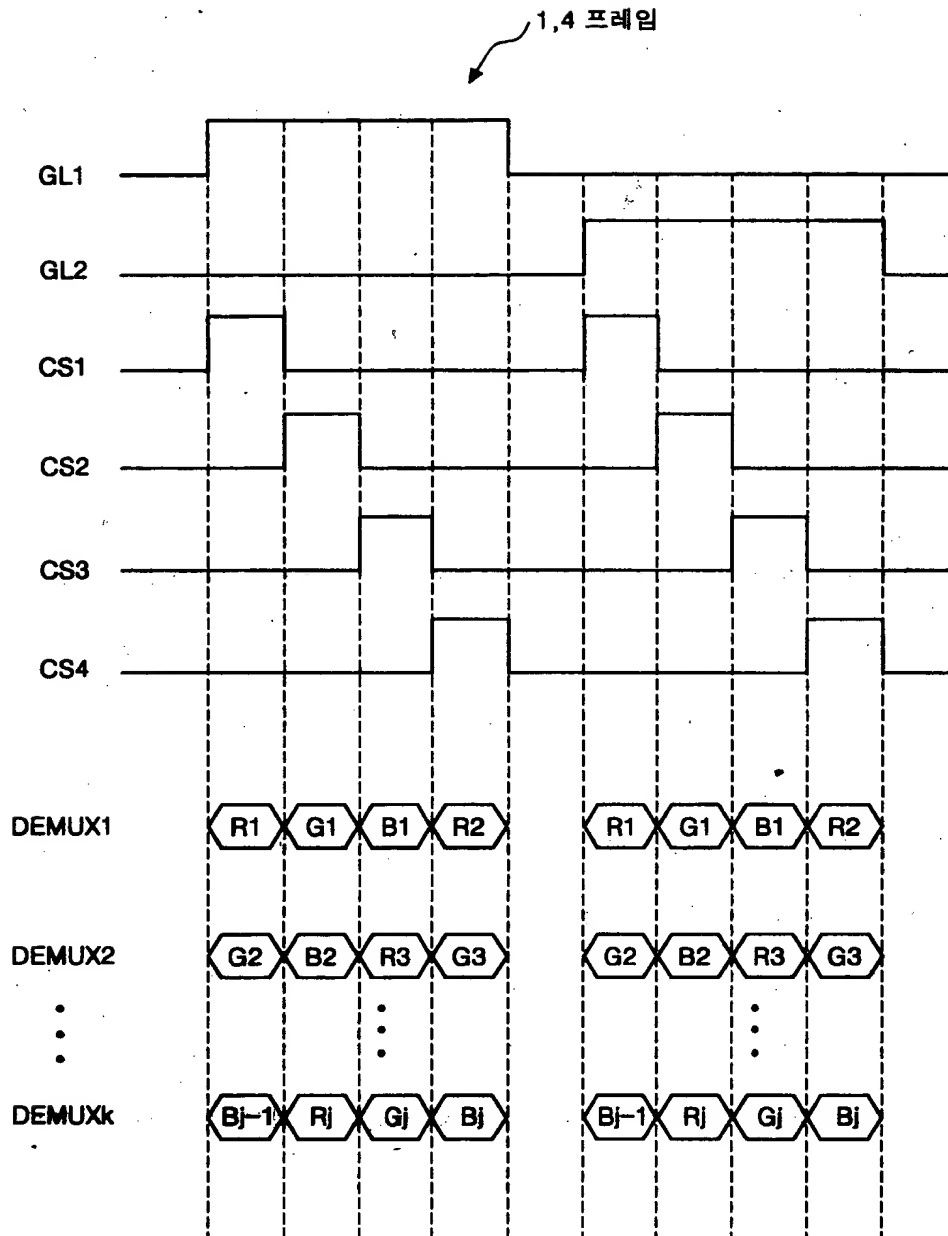 1,4 프레임
GL1
GL2
CS1
CS2
CS3
CS4
DEMUX1 R1 G1 B1 R2 R1 G1 B1 R2
DEMUX2 G2 B2 R3 G3 G2 B2 R3 G3
DEMUXk Bj-1 Rj Gj Bj Bj-1 Rj Gj Bj